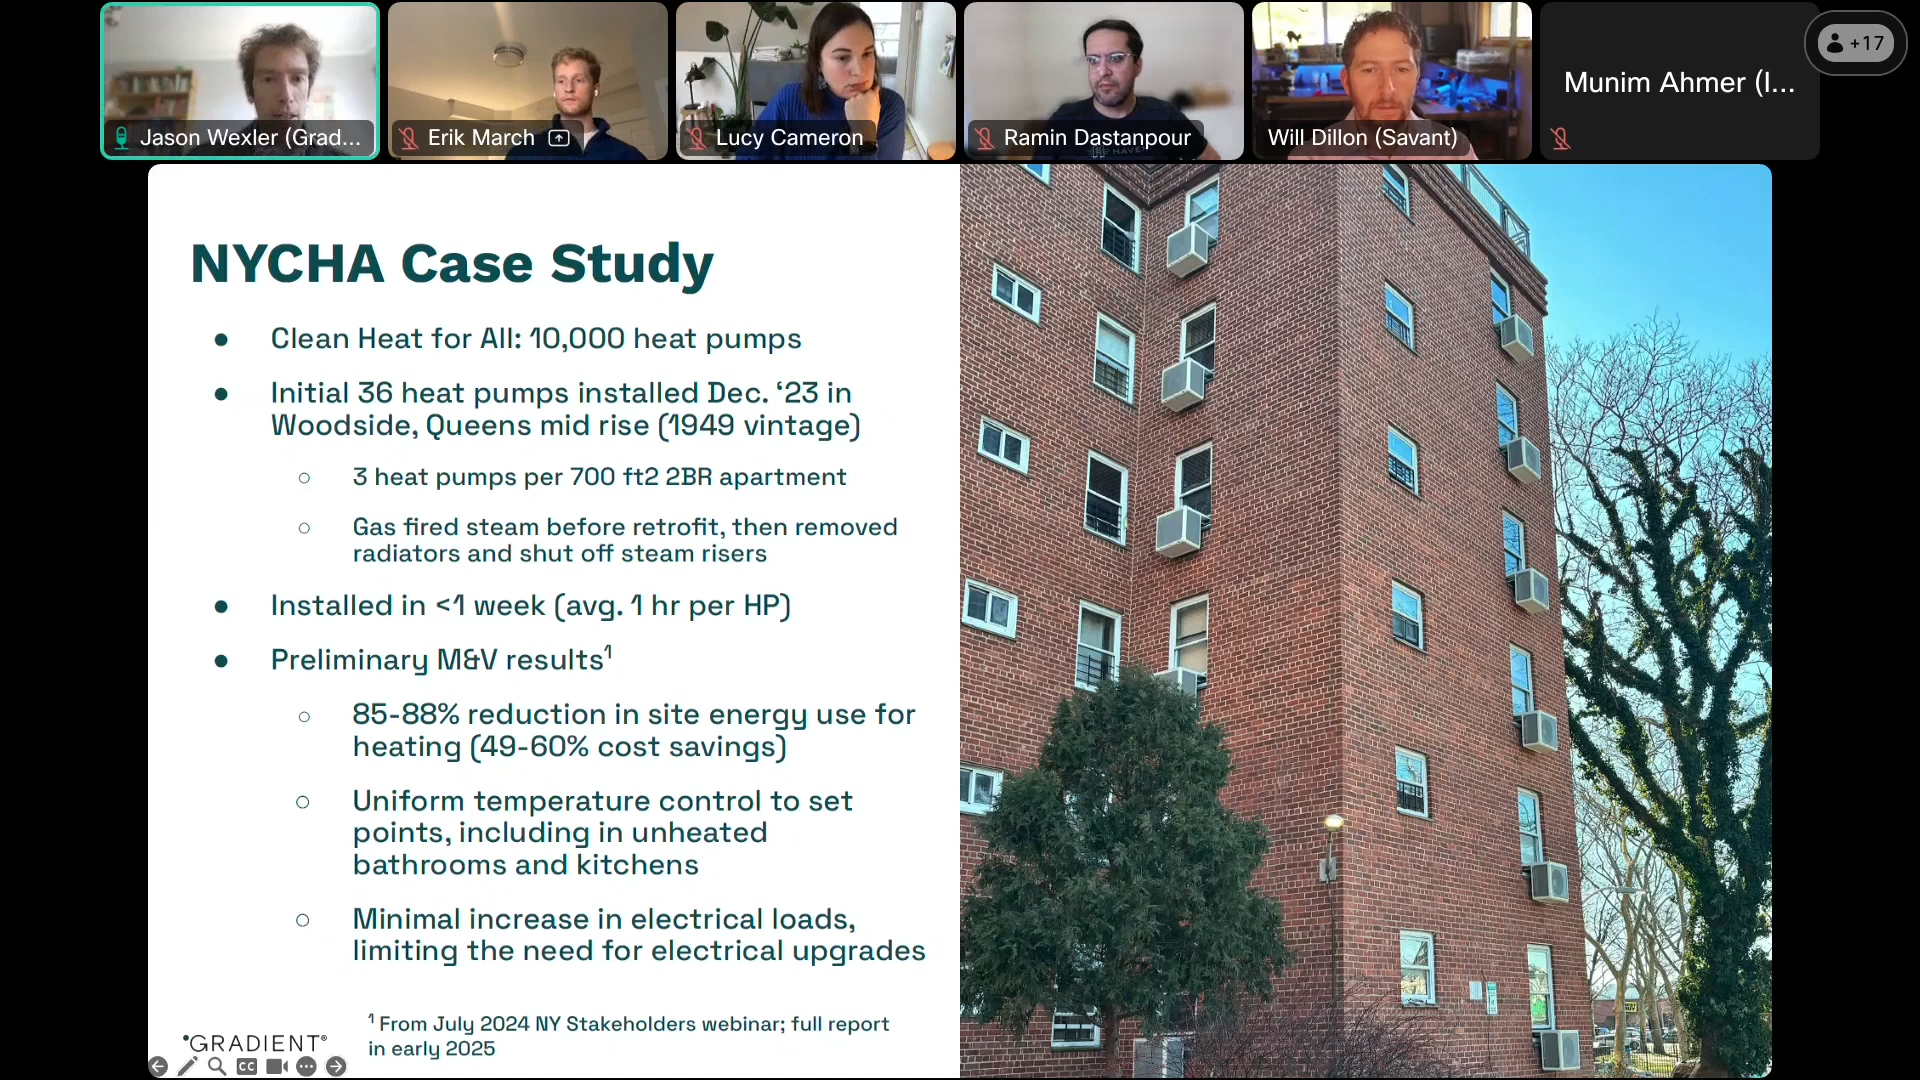 Jason Wexler (Grad...
Erik March
Lucy Cameron
Ramin Dastanpour
Will Dillon (Savant)
Munim Ahmer (I...
+17
NYCHA Case Study
● Clean Heat for All: 10,000 heat pumps
● Initial 36 heat pumps installed Dec. ‘23 in
Woodside, Queens mid rise (1949 vintage)
○ 3 heat pumps per 700 ft2 2BR apartment
○ Gas fired steam before retrofit, then removed
radiators and shut off steam risers
● Installed in <1 week (avg. 1 hr per HP)
● Preliminary M&V results¹
○ 85-88% reduction in site energy use for
heating (49-60% cost savings)
○ Uniform temperature control to set
points, including in unheated
bathrooms and kitchens
○ Minimal increase in electrical loads,
limiting the need for electrical upgrades
¹ From July 2024 NY Stakeholders webinar; full report
in early 2025
GRADIENT®
CC